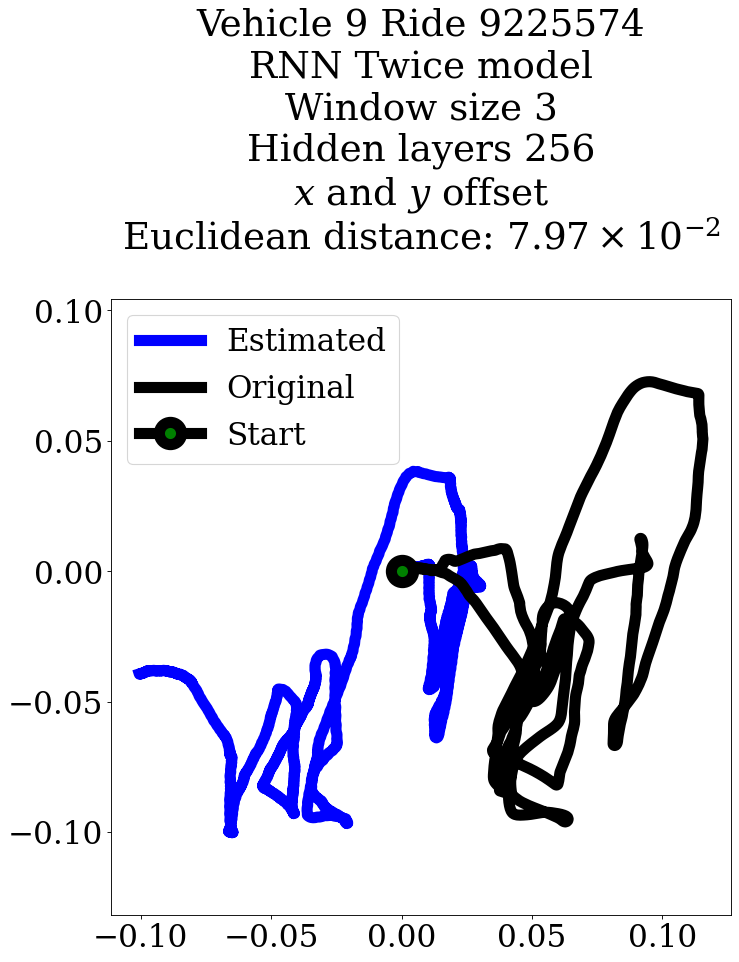 Vehicle 9 Ride 9225574
RNN Twice model
Window size 3
Hidden layers 256
x and y offset
Euclidean distance: 7.97 × 10⁻²
0.10
0.05
0.00
−0.05
−0.10
Estimated
Original
Start
−0.10 −0.05 0.00 0.05 0.10